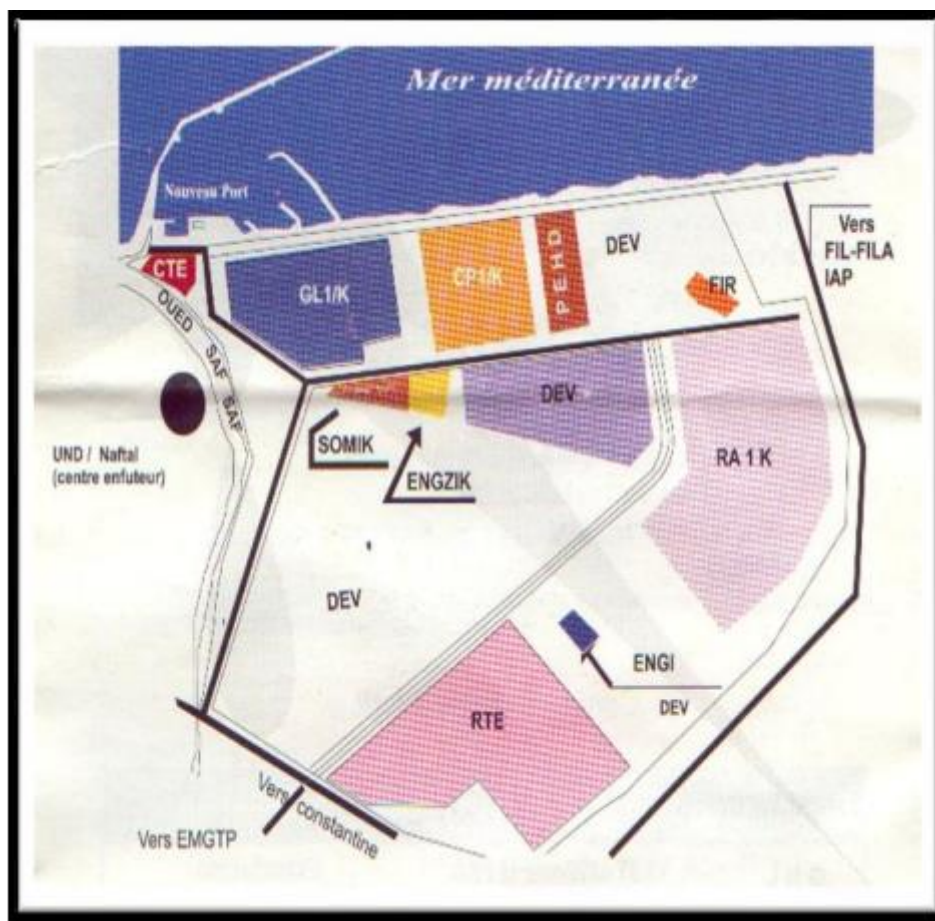 Mer méditerranée
Nouveau Port
CTE
GL1/K
CP1/K
PEHD
DEV
FIR
Vers
FIL-FILA
IAP
OUED SAF SAF
UND / Naftal
(centre enfuteur)
SOMIK
ENGZIK
DEV
RA 1 K
DEV
ENGI
DEV
RTE
Vers constantine
Vers EMGTP